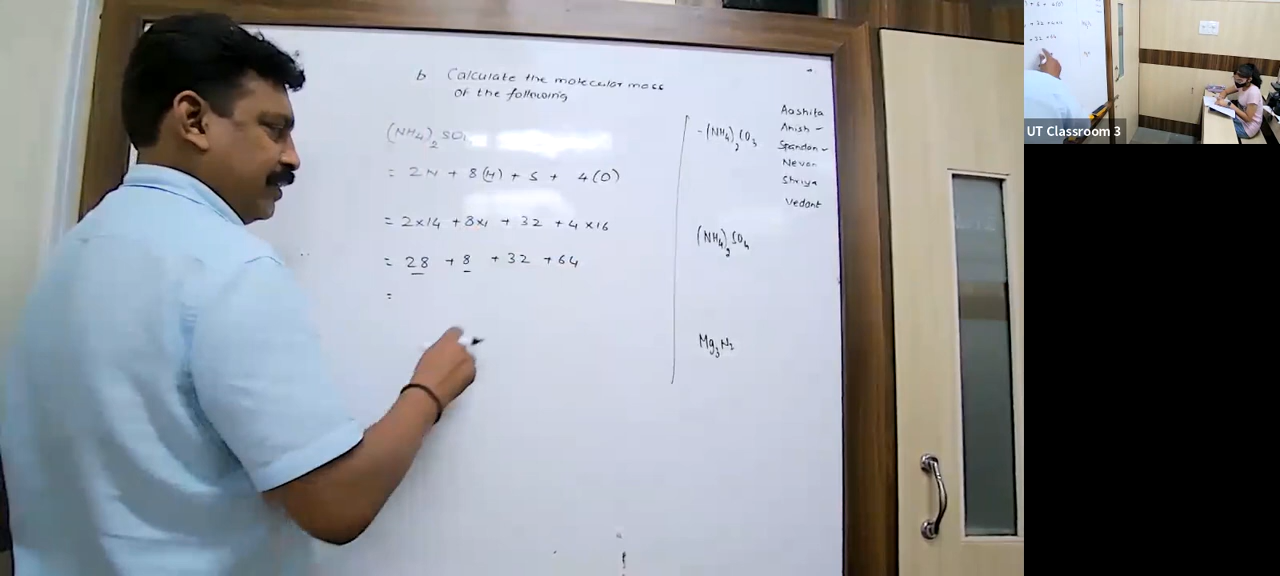 b Calculate the molecular mass
of the following
(NH4)2 SO4
= 2N + 8(H) + S + 4(O)
= 2×14 + 8×1 + 32 + 4×16
= 28 + 8 + 32 + 64
=
- (NH4)2 CO3
(NH4)2 SO4
Mg3N2
Aashita
Anish -
Spandan -
Nevan
Shriya
Vedant
UT Classroom 3